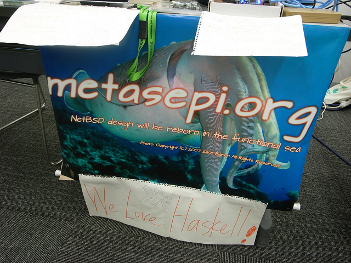 metasepi.org
NetBSD design will be reborn in the functional sea
We Love Haskell!